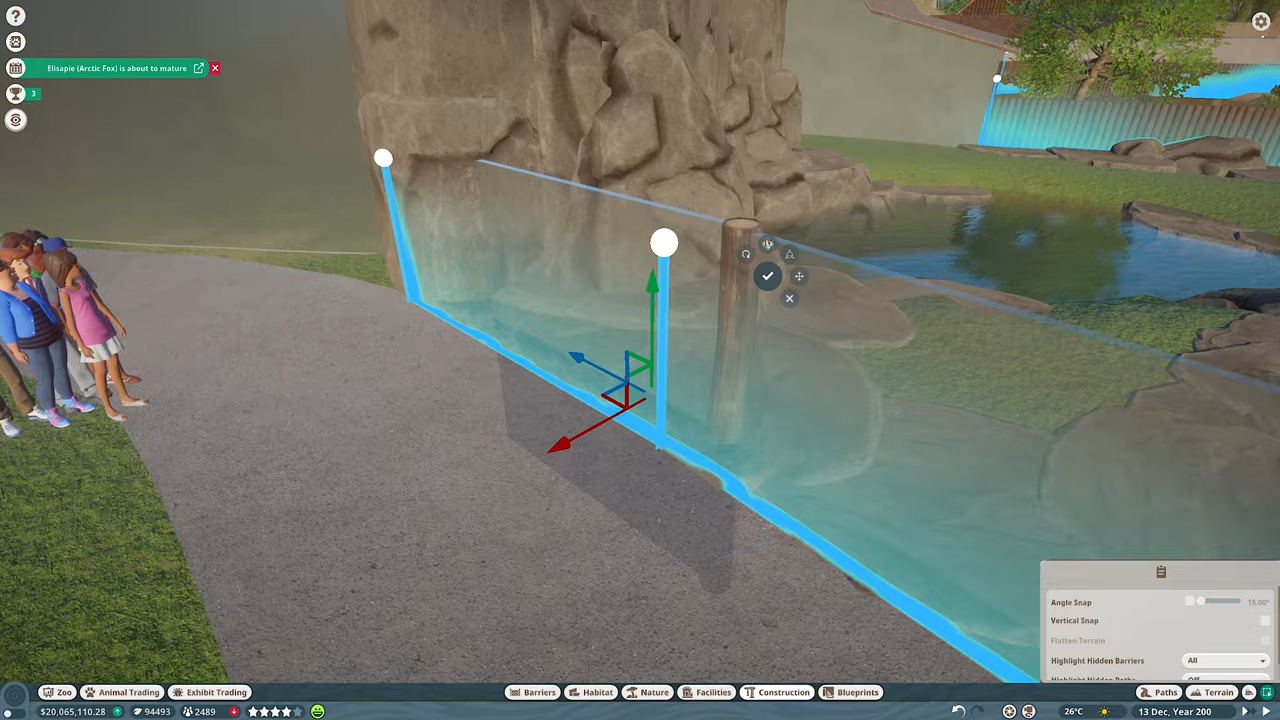 ?
Elisapie (Arctic Fox) is about to mature
3
Angle Snap 15.00°
Vertical Snap
Flatten Terrain
Highlight Hidden Barriers All
Zoo Animal Trading Exhibit Trading Barriers Habitat Nature Facilities Construction Blueprints Paths Terrain
$20,065,110.28 94493 2489 26°C 13 Dec, Year 200